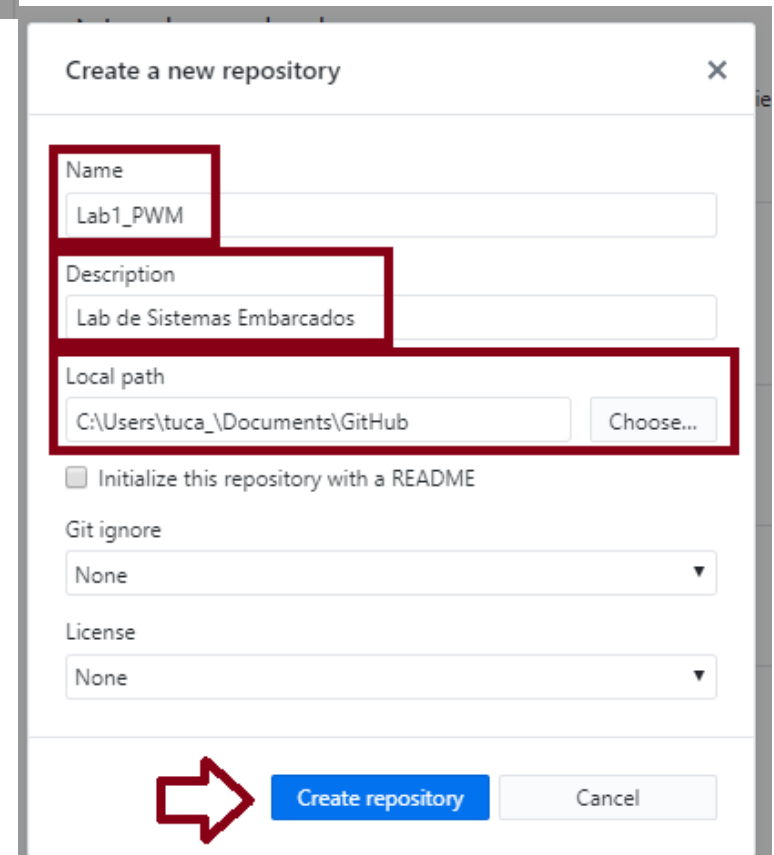 Create a new repository ×
ie
Name
Lab1_PWM
Description
Lab de Sistemas Embarcados
Local path
C:\Users\tuca_\Documents\GitHub Choose...
Initialize this repository with a README
Git ignore
None
License
None
Create repository Cancel